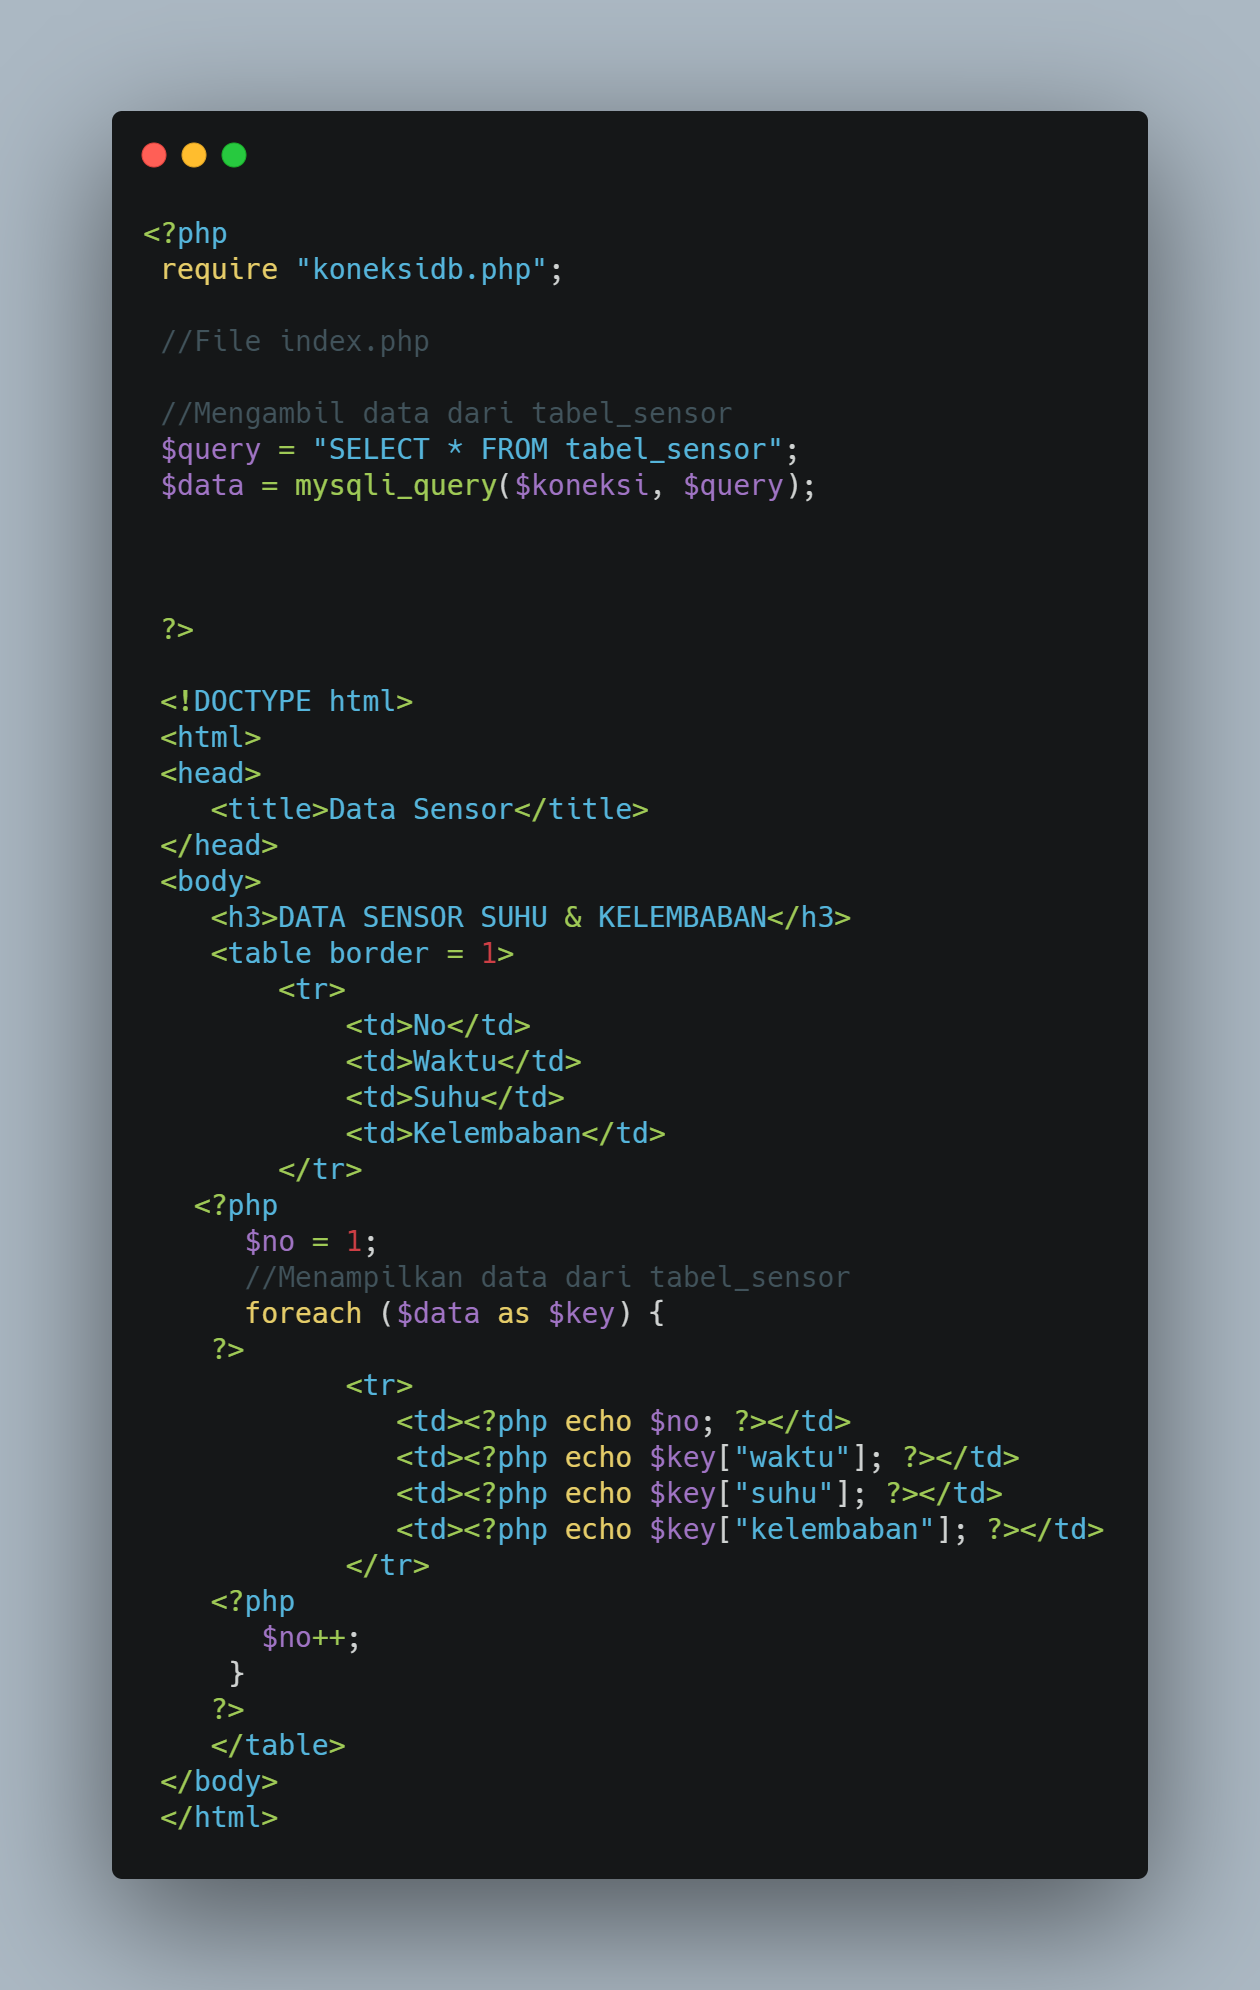 <?php
require "koneksidb.php";
//File index.php
//Mengambil data dari tabel_sensor
$query = "SELECT * FROM tabel_sensor";
$data = mysqli_query($koneksi, $query);
?>
<!DOCTYPE html>
<html>
<head>
<title>Data Sensor</title>
</head>
<body>
<h3>DATA SENSOR SUHU & KELEMBABAN</h3>
<table border = 1>
<tr>
<td>No</td>
<td>Waktu</td>
<td>Suhu</td>
<td>Kelembaban</td>
</tr>
<?php
$no = 1;
//Menampilkan data dari tabel_sensor
foreach ($data as $key) {
?>
<tr>
<td><?php echo $no; ?></td>
<td><?php echo $key["waktu"]; ?></td>
<td><?php echo $key["suhu"]; ?></td>
<td><?php echo $key["kelembaban"]; ?></td>
</tr>
<?php
$no++;
}
?>
</table>
</body>
</html>